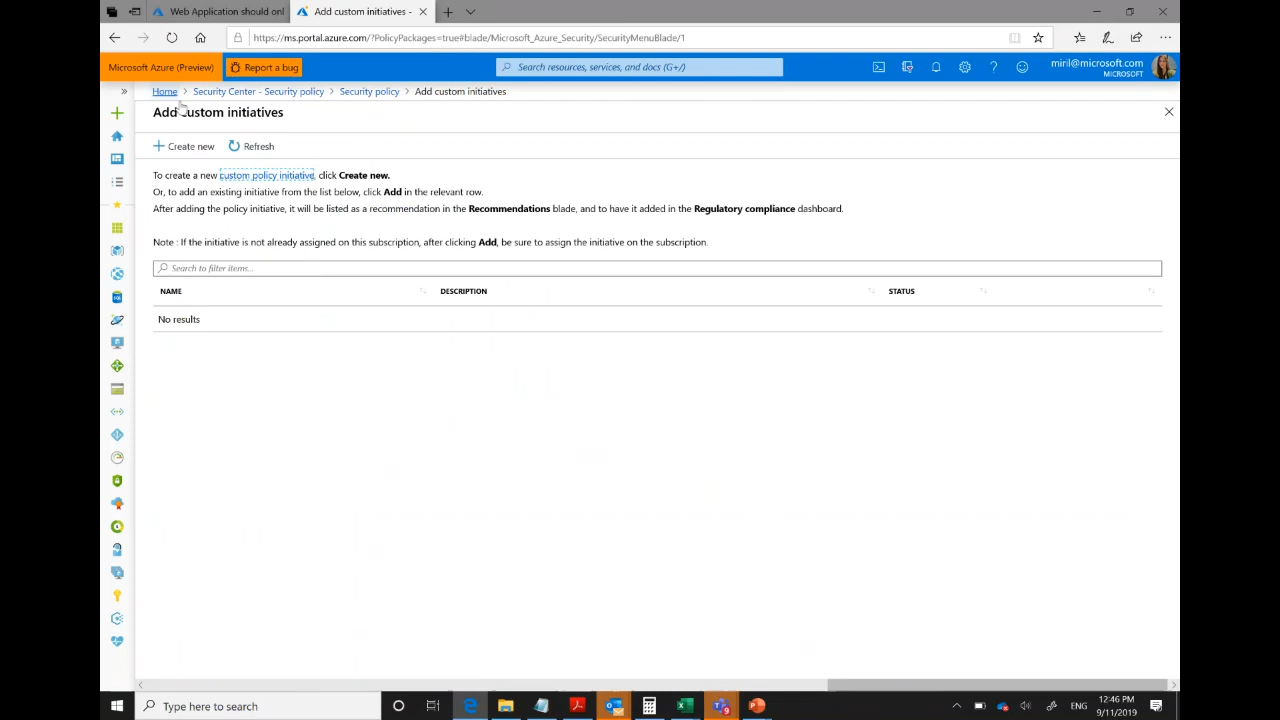 Web Application should onl
Add custom initiatives -
https://ms.portal.azure.com/?PolicyPackages=true#blade/Microsoft_Azure_Security/SecurityMenuBlade/1
Microsoft Azure (Preview)
Report a bug
Search resources, services, and docs (G+/)
miril@microsoft.com
MICROSOFT
Home > Security Center - Security policy > Security policy > Add custom initiatives
Add custom initiatives
Create new
Refresh
To create a new custom policy initiative, click Create new.
Or, to add an existing initiative from the list below, click Add in the relevant row.
After adding the policy initiative, it will be listed as a recommendation in the Recommendations blade, and to have it added in the Regulatory compliance dashboard.
Note : If the initiative is not already assigned on this subscription, after clicking Add, be sure to assign the initiative on the subscription.
Search to filter items...
NAME
DESCRIPTION
STATUS
No results
Type here to search
ENG
12:46 PM
9/11/2019